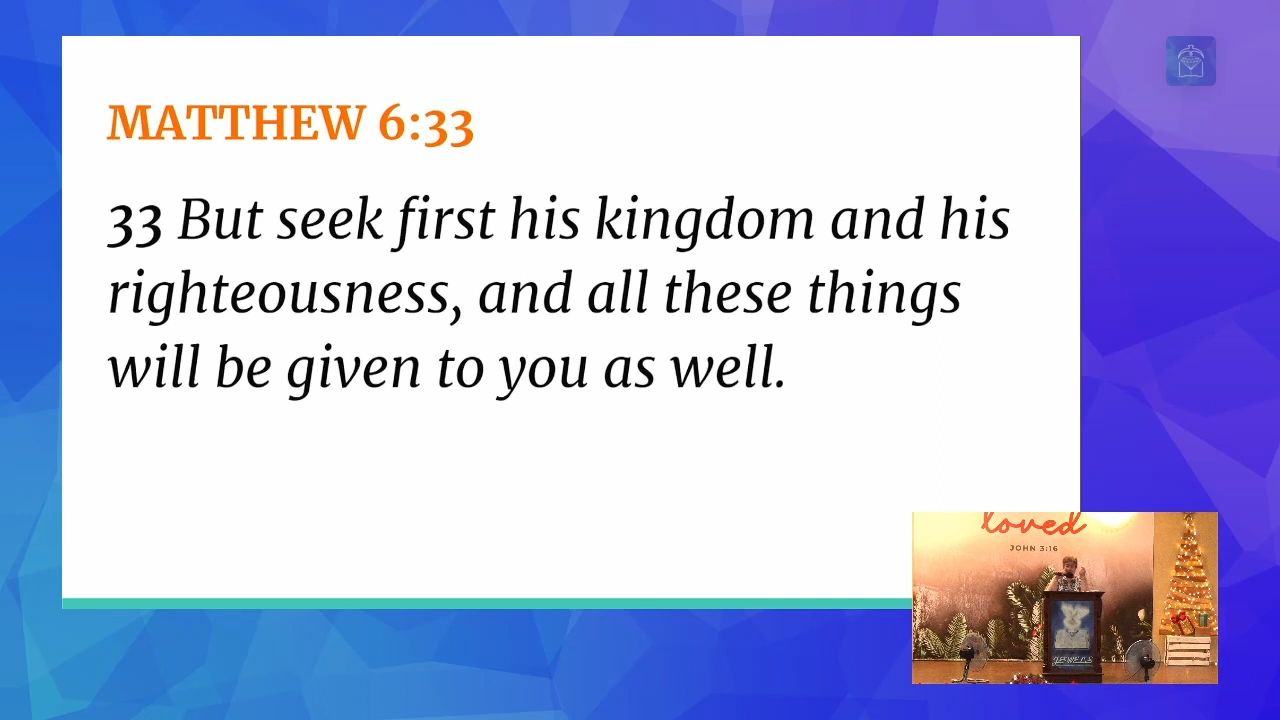 MATTHEW 6:33
33 But seek first his kingdom and his
righteousness, and all these things
will be given to you as well.
loved
JOHN 3:16